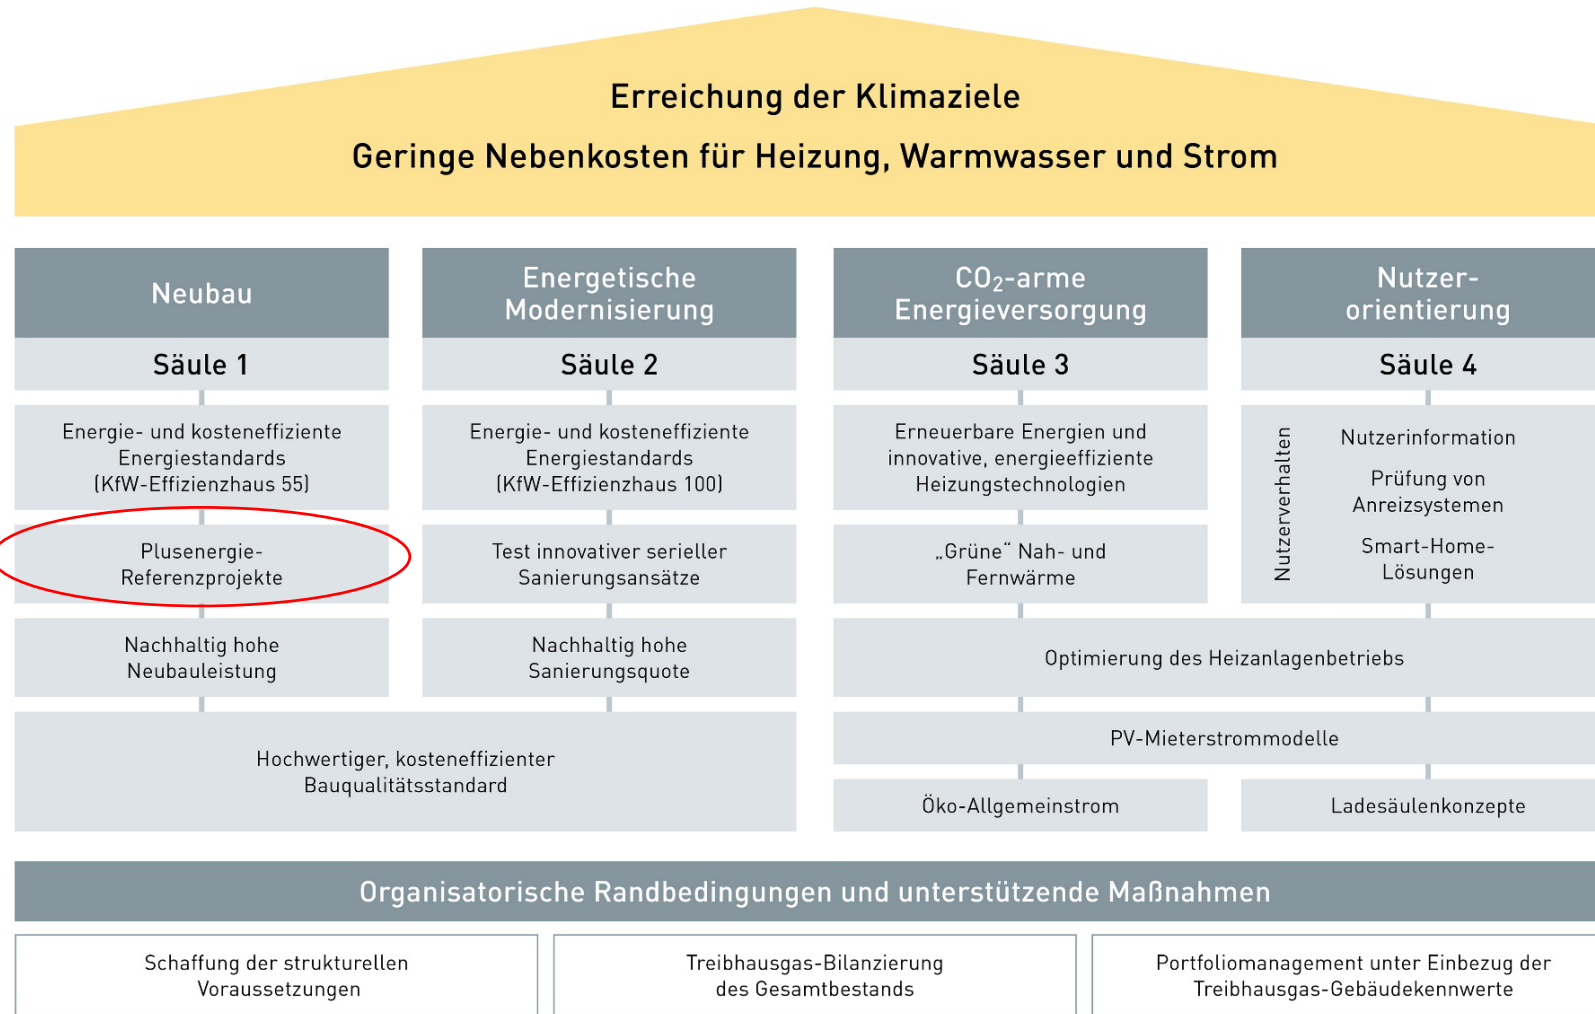 Erreichung der Klimaziele
Geringe Nebenkosten für Heizung, Warmwasser und Strom
Neubau
Säule 1
Energie- und kosteneffiziente
Energiestandards
(KfW-Effizienzhaus 55)
Plusenergie-
Referenzprojekte
Nachhaltig hohe
Neubauleistung
Energetische
Modernisierung
Säule 2
Energie- und kosteneffiziente
Energiestandards
(KfW-Effizienzhaus 100)
Test innovativer serieller
Sanierungsansätze
Nachhaltig hohe
Sanierungsquote
Hochwertiger, kosteneffizienter
Bauqualitätsstandard
CO₂-arme
Energieversorgung
Säule 3
Erneuerbare Energien und
innovative, energieeffiziente
Heizungstechnologien
„Grüne“ Nah- und
Fernwärme
Nutzer-
orientierung
Säule 4
Nutzerverhalten
Nutzerinformation
Prüfung von
Anreizsystemen
Smart-Home-
Lösungen
Optimierung des Heizanlagenbetriebs
PV-Mieterstrommodelle
Öko-Allgemeinstrom
Ladesäulenkonzepte
Organisatorische Randbedingungen und unterstützende Maßnahmen
Schaffung der strukturellen
Voraussetzungen
Treibhausgas-Bilanzierung
des Gesamtbestands
Portfoliomanagement unter Einbezug der
Treibhausgas-Gebäudekennwerte